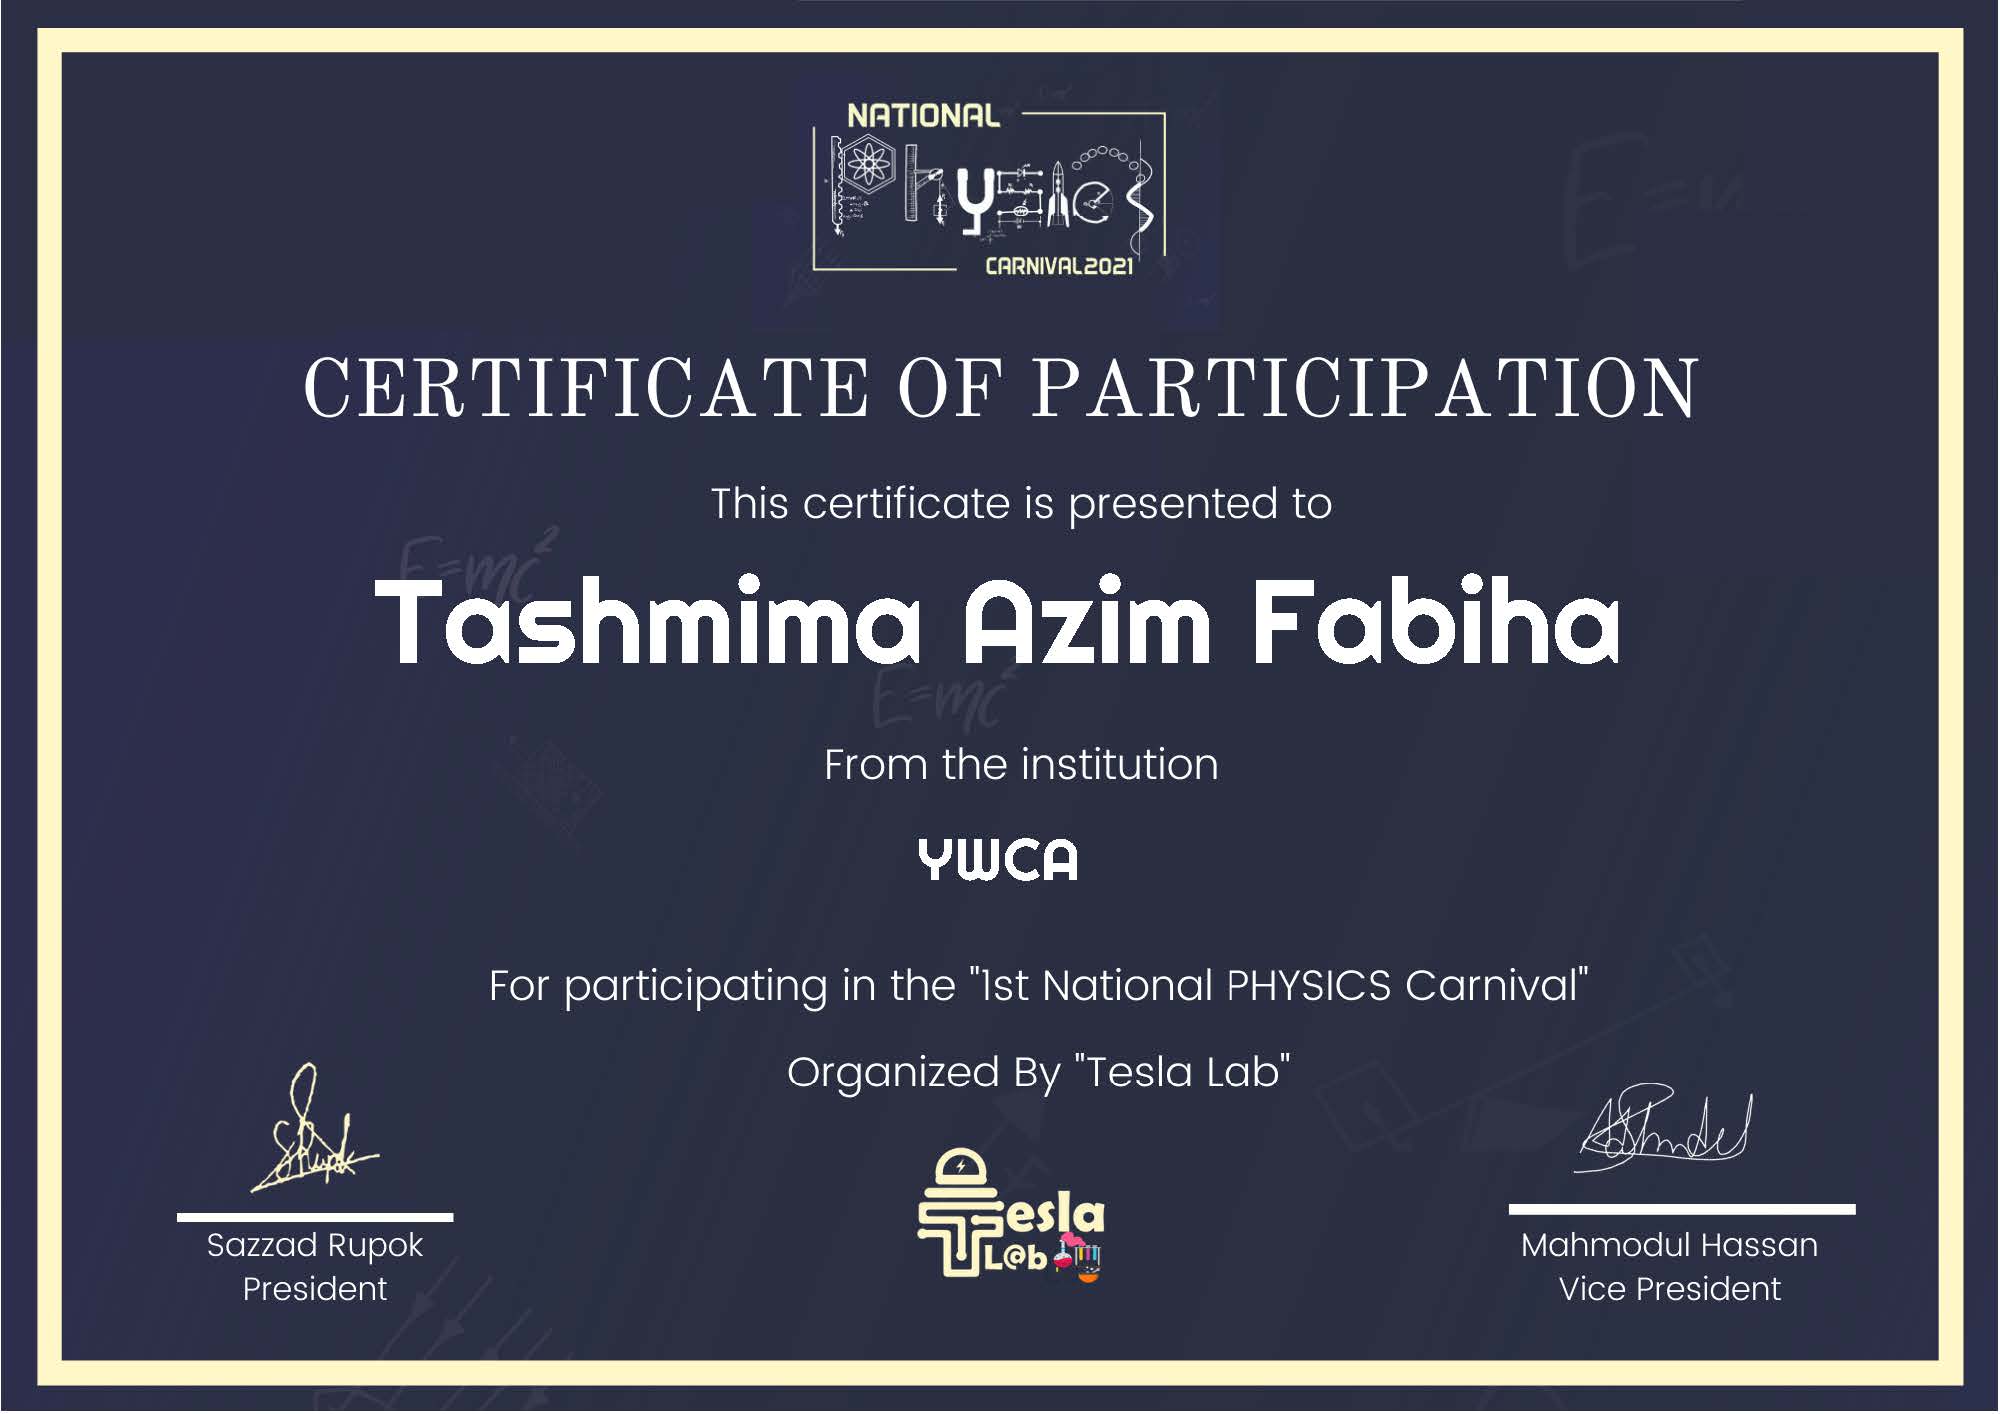 NATIONAL
Physics
CARNIVAL2021
CERTIFICATE OF PARTICIPATION
This certificate is presented to
E=mc²
Tashmima Azim Fabiha
E=mc²
From the institution
YWCA
For participating in the "1st National PHYSICS Carnival"
Organized By "Tesla Lab"
Tesla
L@b
Sazzad Rupok
President
Mahmodul Hassan
Vice President